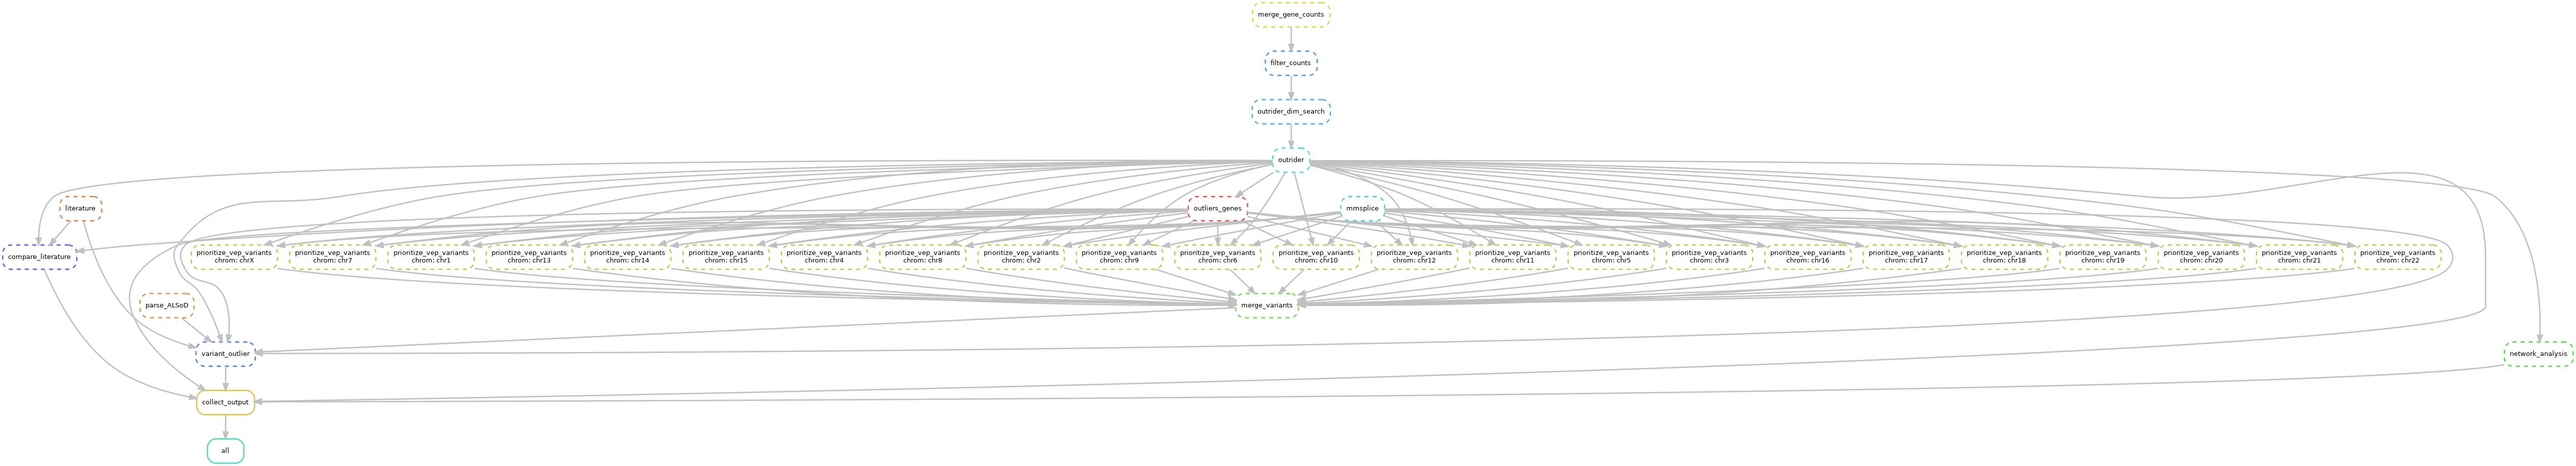 merge_gene_counts
filter_counts
outrider_dim_search
outrider
literature
outliers_genes
mmsplice
compare_literature
prioritize_vep_variants
chrom: chrX
prioritize_vep_variants
chrom: chr7
prioritize_vep_variants
chrom: chr1
prioritize_vep_variants
chrom: chr13
prioritize_vep_variants
chrom: chr14
prioritize_vep_variants
chrom: chr15
prioritize_vep_variants
chrom: chr4
prioritize_vep_variants
chrom: chr8
prioritize_vep_variants
chrom: chr2
prioritize_vep_variants
chrom: chr9
prioritize_vep_variants
chrom: chr6
prioritize_vep_variants
chrom: chr10
prioritize_vep_variants
chrom: chr12
prioritize_vep_variants
chrom: chr11
prioritize_vep_variants
chrom: chr5
prioritize_vep_variants
chrom: chr3
prioritize_vep_variants
chrom: chr16
prioritize_vep_variants
chrom: chr17
prioritize_vep_variants
chrom: chr18
prioritize_vep_variants
chrom: chr19
prioritize_vep_variants
chrom: chr20
prioritize_vep_variants
chrom: chr21
prioritize_vep_variants
chrom: chr22
parse_ALSoD
merge_variants
variant_outlier
network_analysis
collect_output
all